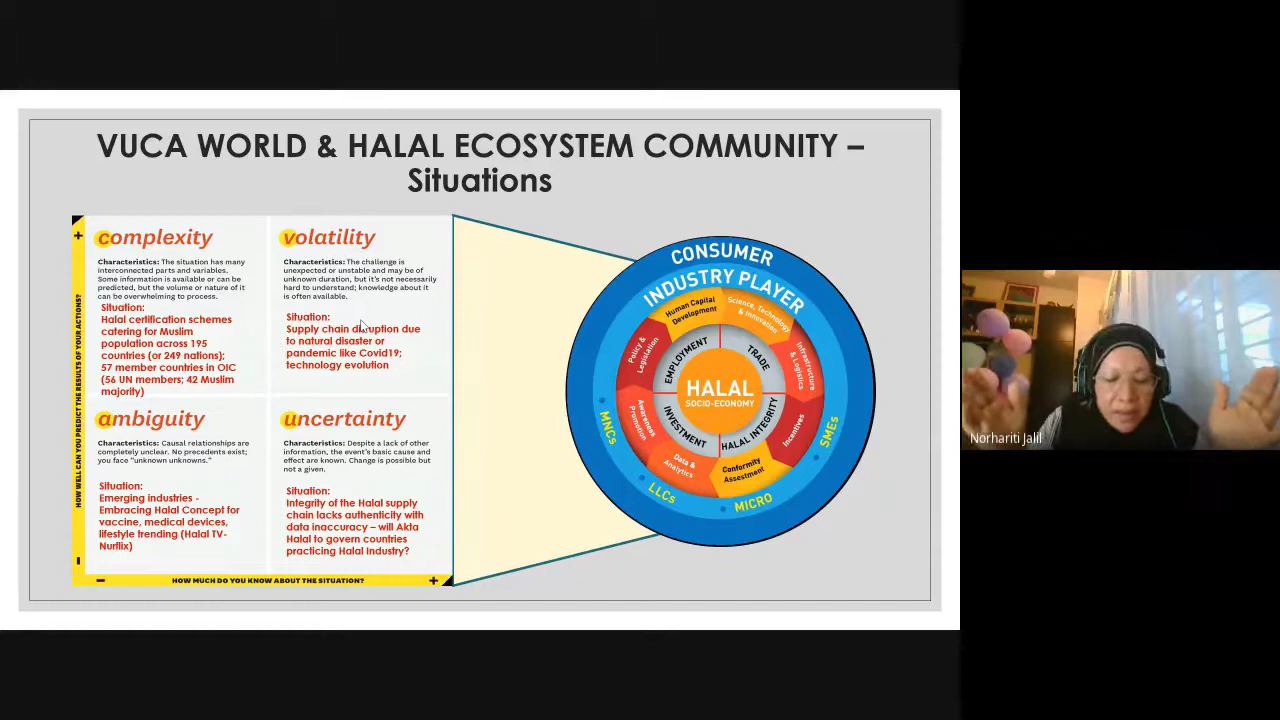 VUCA WORLD & HALAL ECOSYSTEM COMMUNITY –
Situations
complexity
Characteristics: The situation has many
interconnected parts and variables.
Some information is available or can be
predicted, but the volume or nature of it
can be overwhelming to process.
Situation:
Halal certification schemes
catering for Muslim
population across 195
countries (or 249 nations);
57 member countries in OIC
(56 UN members; 42 Muslim
majority)
volatility
Characteristics: The challenge is
unexpected or unstable and may be of
unknown duration, but it's not necessarily
hard to understand; knowledge about it
is often available.
Situation:
Supply chain disruption due
to natural disaster or
pandemic like Covid19;
technology evolution
ambiguity
Characteristics: Causal relationships are
completely unclear. No precedents exist;
you face "unknown unknowns."
Situation:
Emerging industries -
Embracing Halal Concept for
vaccine, medical devices,
lifestyle trending (Halal TV-
Nurflix)
uncertainty
Characteristics: Despite a lack of other
information, the event's basic cause and
effect are known. Change is possible but
not a given.
Situation:
Integrity of the Halal supply
chain lacks authenticity with
data inaccuracy – will Akta
Halal to govern countries
practicing Halal Industry?
+
HOW WELL CAN YOU PREDICT THE RESULTS OF YOUR ACTIONS?
–
–
HOW MUCH DO YOU KNOW ABOUT THE SITUATION?
+
CONSUMER
INDUSTRY PLAYER
Human Capital
Development
Science, Technology
& Innovation
Policy &
Legislation
Infrastructure
& Logistics
EMPLOYMENT
TRADE
HALAL
SOCIO-ECONOMY
INVESTMENT
HALAL INTEGRITY
Awareness
Promotion
Incentives
Data &
Analytics
Conformity
Assestment
MNCs
SMEs
LLCs
MICRO
Norhariti Jalil